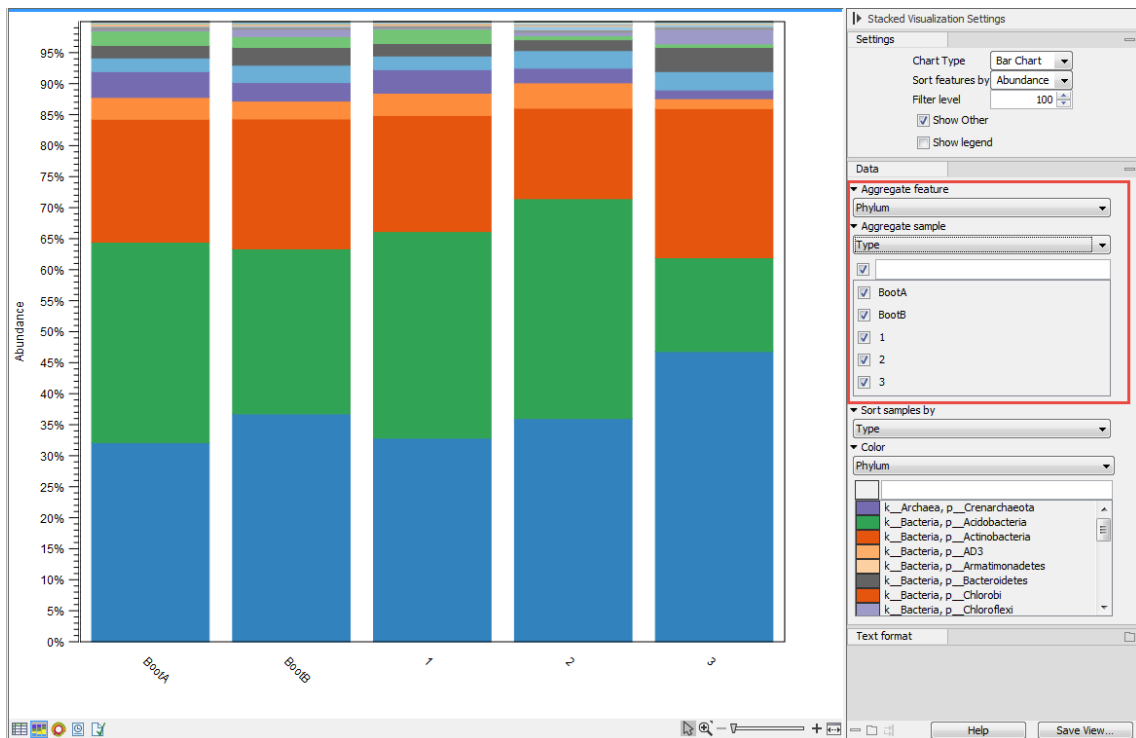 95%
90%
85%
80%
75%
70%
65%
60%
55%
50%
45%
40%
35%
30%
25%
20%
15%
10%
5%
0%
Abundance
BootA
BootB
1
2
3
Stacked Visualization Settings
Settings
Chart Type Bar Chart
Sort features by Abundance
Filter level 100
Show Other
Show legend
Data
Aggregate feature
Phylum
Aggregate sample
Type
BootA
BootB
1
2
3
Sort samples by
Type
Color
Phylum
k__Archaea, p__Crenarchaeota
k__Bacteria, p__Acidobacteria
k__Bacteria, p__Actinobacteria
k__Bacteria, p__AD3
k__Bacteria, p__Armatimonadetes
k__Bacteria, p__Bacteroidetes
k__Bacteria, p__Chlorobi
k__Bacteria, p__Chloroflexi
Text format
Help
Save View...